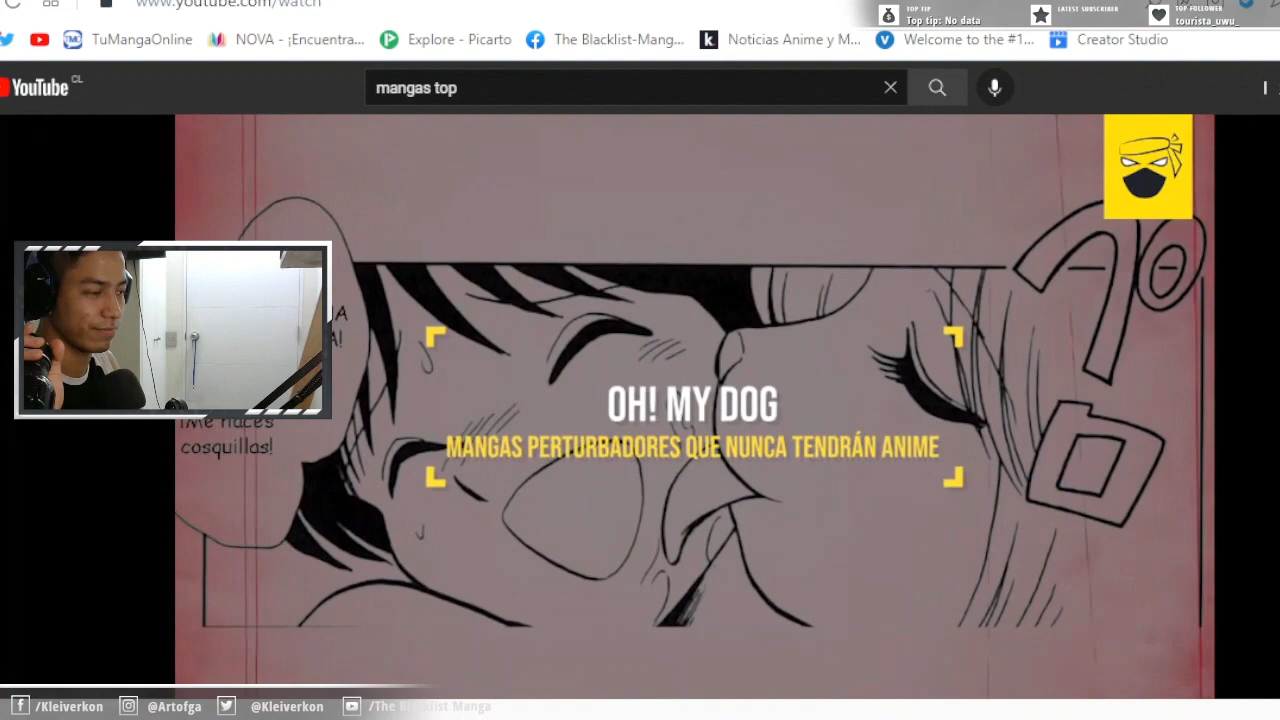 www.youtube.com/watch
TOP TIP
Top tip: No data
LATEST SUBSCRIBER
TOP FOLLOWER
tourista_uwu_
TuMangaOnline
NOVA - ¡Encuentra...
Explore - Picarto
The Blacklist-Mang...
Noticias Anime y M...
Welcome to the #1...
Creator Studio
YouTube CL
mangas top
OH! MY DOG
MANGAS PERTURBADORES QUE NUNCA TENDRÁN ANIME
¡Me haces
cosquillas!
/Kleiverkon
@Artofga
@Kleiverkon
/The Blacklist Manga